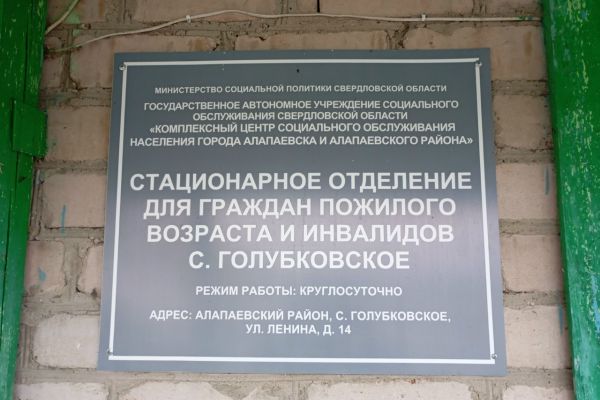 МИНИСТЕРСТВО СОЦИАЛЬНОЙ ПОЛИТИКИ СВЕРДЛОВСКОЙ ОБЛАСТИ
ГОСУДАРСТВЕННОЕ АВТОНОМНОЕ УЧРЕЖДЕНИЕ СОЦИАЛЬНОГО
ОБСЛУЖИВАНИЯ СВЕРДЛОВСКОЙ ОБЛАСТИ
«КОМПЛЕКСНЫЙ ЦЕНТР СОЦИАЛЬНОГО ОБСЛУЖИВАНИЯ
НАСЕЛЕНИЯ ГОРОДА АЛАПАЕВСКА И АЛАПАЕВСКОГО РАЙОНА»
СТАЦИОНАРНОЕ ОТДЕЛЕНИЕ
ДЛЯ ГРАЖДАН ПОЖИЛОГО
ВОЗРАСТА И ИНВАЛИДОВ
С. ГОЛУБКОВСКОЕ
РЕЖИМ РАБОТЫ: КРУГЛОСУТОЧНО
АДРЕС: АЛАПАЕВСКИЙ РАЙОН, С. ГОЛУБКОВСКОЕ,
УЛ. ЛЕНИНА, Д. 14